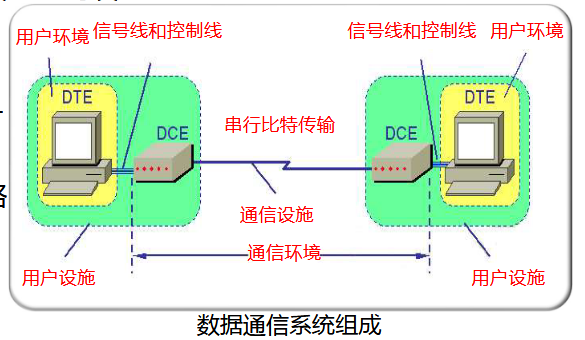 用户环境
信号线和控制线
信号线和控制线
用户环境
DTE
DTE
DCE
串行比特传输
DCE
通信设施
通信环境
用户设施
用户设施
数据通信系统组成